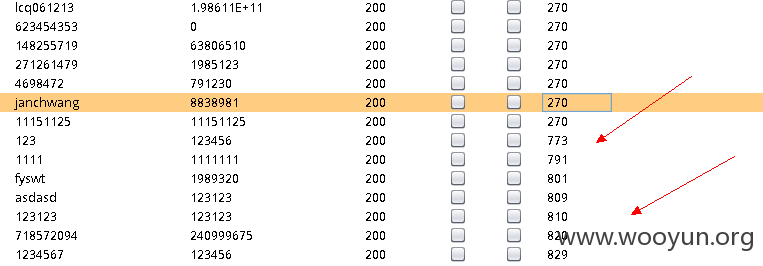 lcq061213 1.98611E+11 200 270
623454353 0 200 270
148255719 63806510 200 270
271261479 1985123 200 270
4698472 791230 200 270
janchwang 8838981 200 270
11151125 11151125 200 270
123 123456 200 773
1111 1111111 200 791
fyswt 1989320 200 801
asdasd 123123 200 809
123123 123123 200 810
718572094 240999675 200 820
www.wooyun.org
1234567 123456 200 829